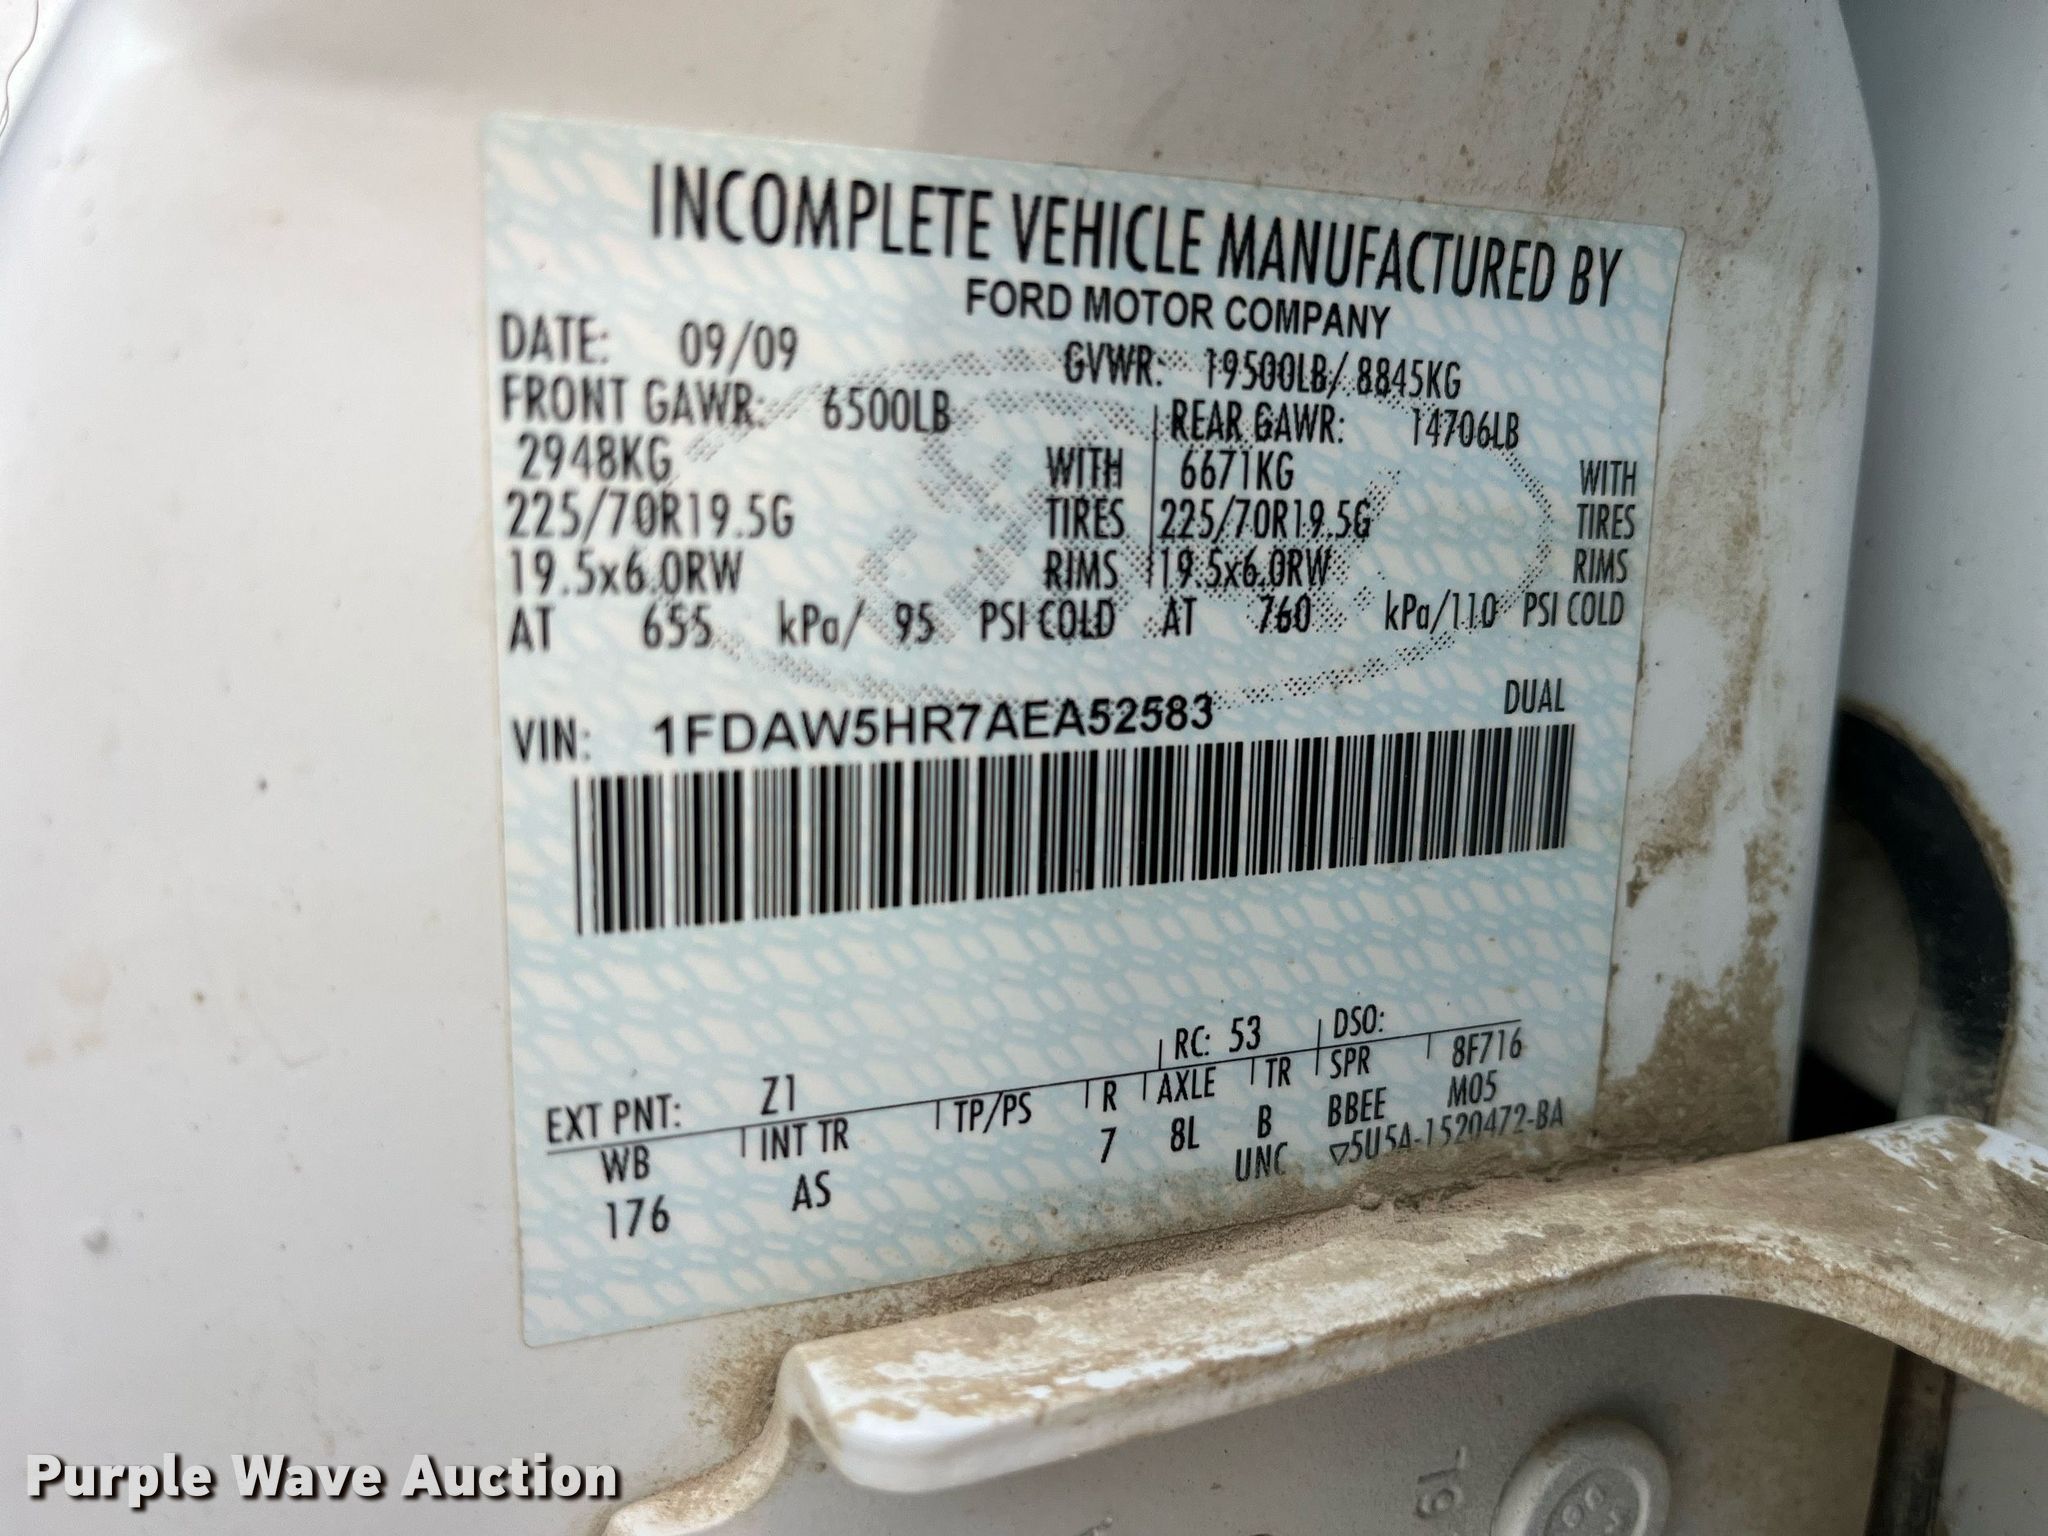 INCOMPLETE VEHICLE MANUFACTURED BY
FORD MOTOR COMPANY
DATE: 09/09 GVWR: 19500LB/ 8845KG
FRONT GAWR: 6500LB REAR GAWR: 14706LB
2948KG WITH 6671KG WITH
225/70R19.5G TIRES 225/70R19.5G TIRES
19.5x6.0RW RIMS 19.5x6.0RW RIMS
AT 655 kPa/ 95 PSI COLD AT 760 kPa/110 PSI COLD
VIN: 1FDAW5HR7AEA52583 DUAL
EXT PNT: Z1 RC: 53 DSO:
WB INT TR TP/PS R AXLE TR SPR 8F716
176 AS 7 8L B BBEE M05
UNC ▽5U5A-1520472-BA
Purple Wave Auction